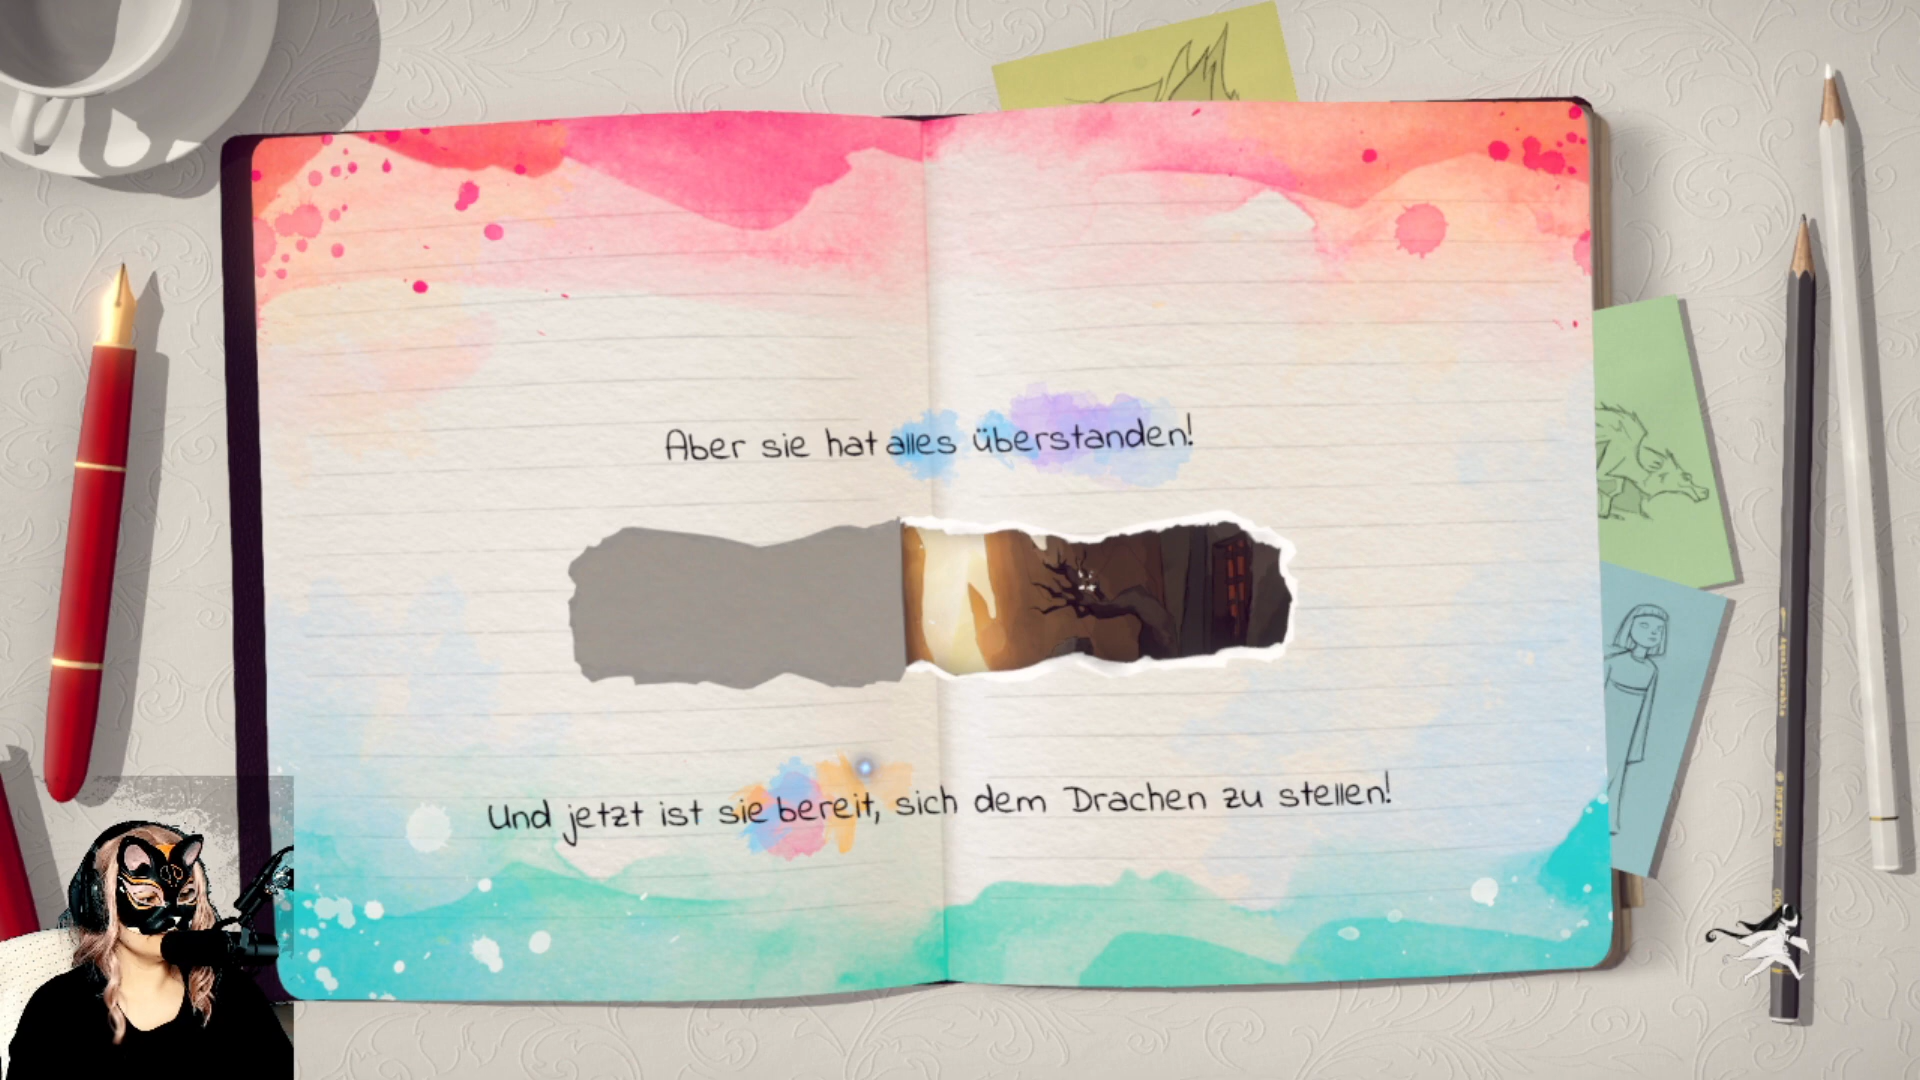 Aber sie hat alles überstanden!
Und jetzt ist sie bereit, sich dem Drachen zu stellen!